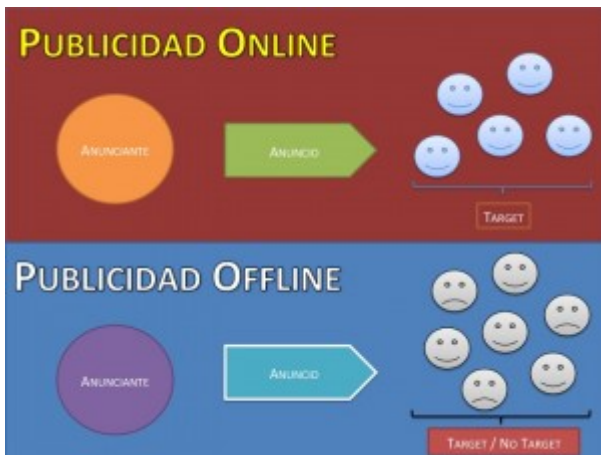 PUBLICIDAD ONLINE
ANUNCIANTE
ANUNCIO
TARGET
PUBLICIDAD OFFLINE
ANUNCIANTE
ANUNCIO
TARGET / NO TARGET